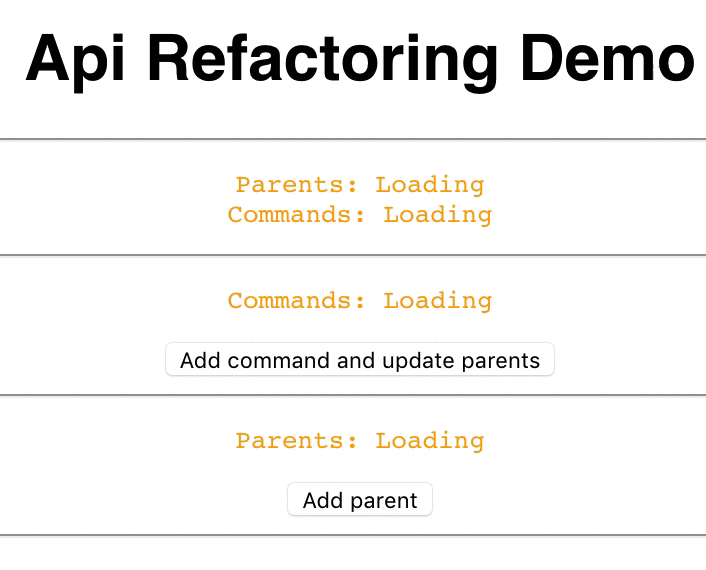 Api Refactoring Demo
Parents: Loading
Commands: Loading
Commands: Loading
Add command and update parents
Parents: Loading
Add parent